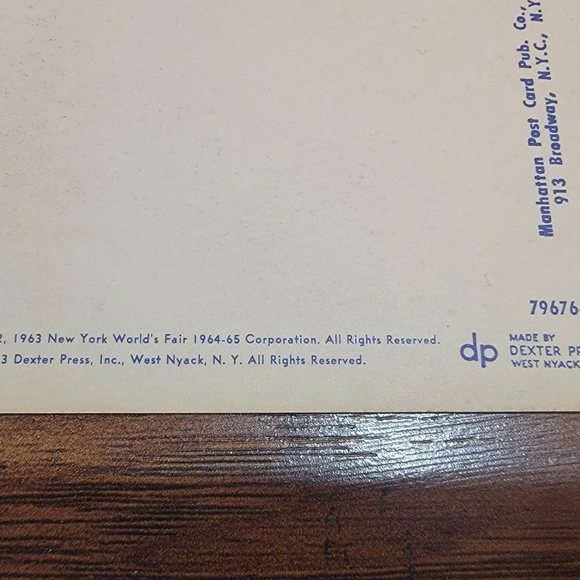 Manhattan Post Card Pub. Co.,
913 Broadway, N.Y.C., N.Y
79676
2, 1963 New York World's Fair 1964-65 Corporation. All Rights Reserved.
3 Dexter Press, Inc., West Nyack, N. Y. All Rights Reserved.
dp
MADE BY
DEXTER PR
WEST NYACK